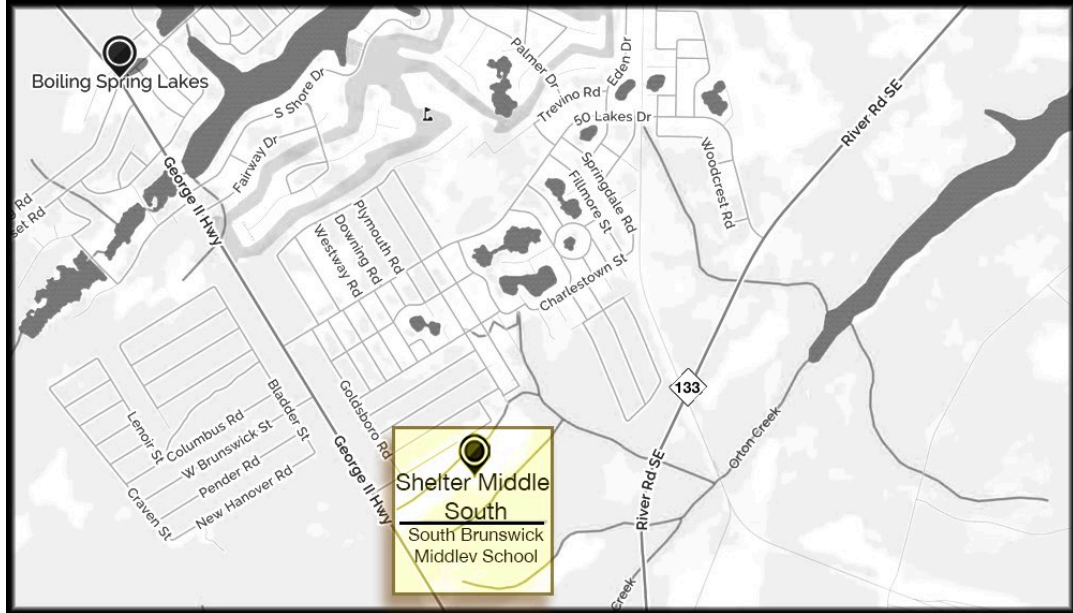 Boiling Spring Lakes
S Shore Dr
Palmer Dr
Eden Dr
Trevino Rd
50 Lakes Dr
River Rd SE
Woodcrest Rd
Fairway Dr
George II Hwy
Springdale Rd
Fillmore St
Plymouth Rd
Downing Rd
Westway Rd
Rd
set Rd
Charlestown St
133
Goldsboro Rd
Bladder St
Lenoir St
Columbus Rd
W Brunswick St
Pender Rd
New Hanover Rd
Craven St
George II Hwy
Orton Creek
River Rd SE
Shelter Middle
South
South Brunswick
Middlev School
Creek